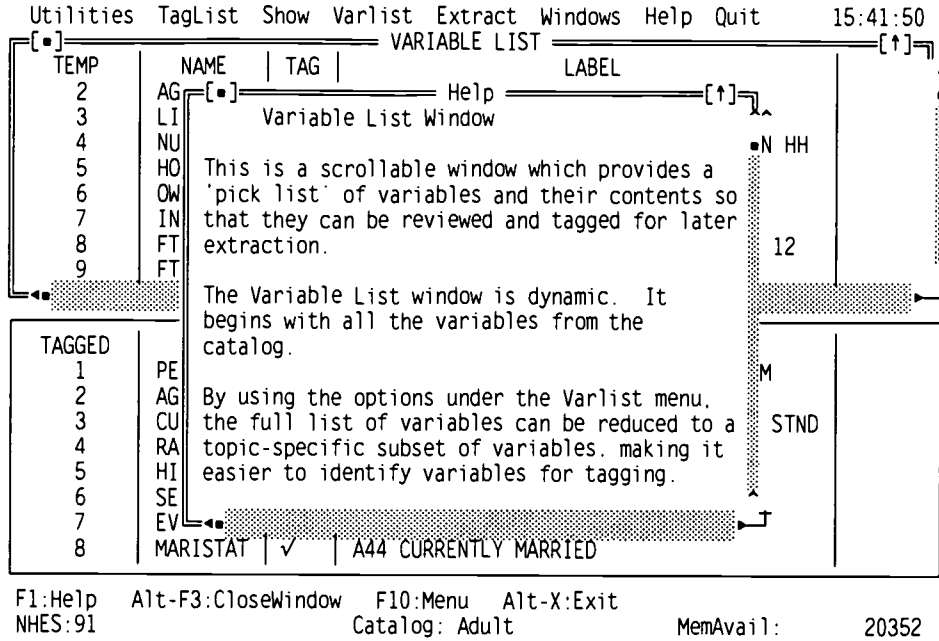 Utilities TagList Show Varlist Extract Windows Help Quit 15:41:50
[▪] VARIABLE LIST [↑]
TEMP NAME | TAG | LABEL
2 AG [▪] Help [↑]
3 LI Variable List Window
4 NU N HH
5 HO This is a scrollable window which provides a
6 OW 'pick list' of variables and their contents so
7 IN that they can be reviewed and tagged for later
8 FT extraction. 12
9 FT
The Variable List window is dynamic. It
begins with all the variables from the
TAGGED catalog.
1 PE M
2 AG By using the options under the Varlist menu,
3 CU the full list of variables can be reduced to a STND
4 RA topic-specific subset of variables, making it
5 HI easier to identify variables for tagging.
6 SE
7 EV
8 MARISTAT | √ | A44 CURRENTLY MARRIED
F1:Help Alt-F3:CloseWindow F10:Menu Alt-X:Exit
NHES:91 Catalog: Adult MemAvail: 20352